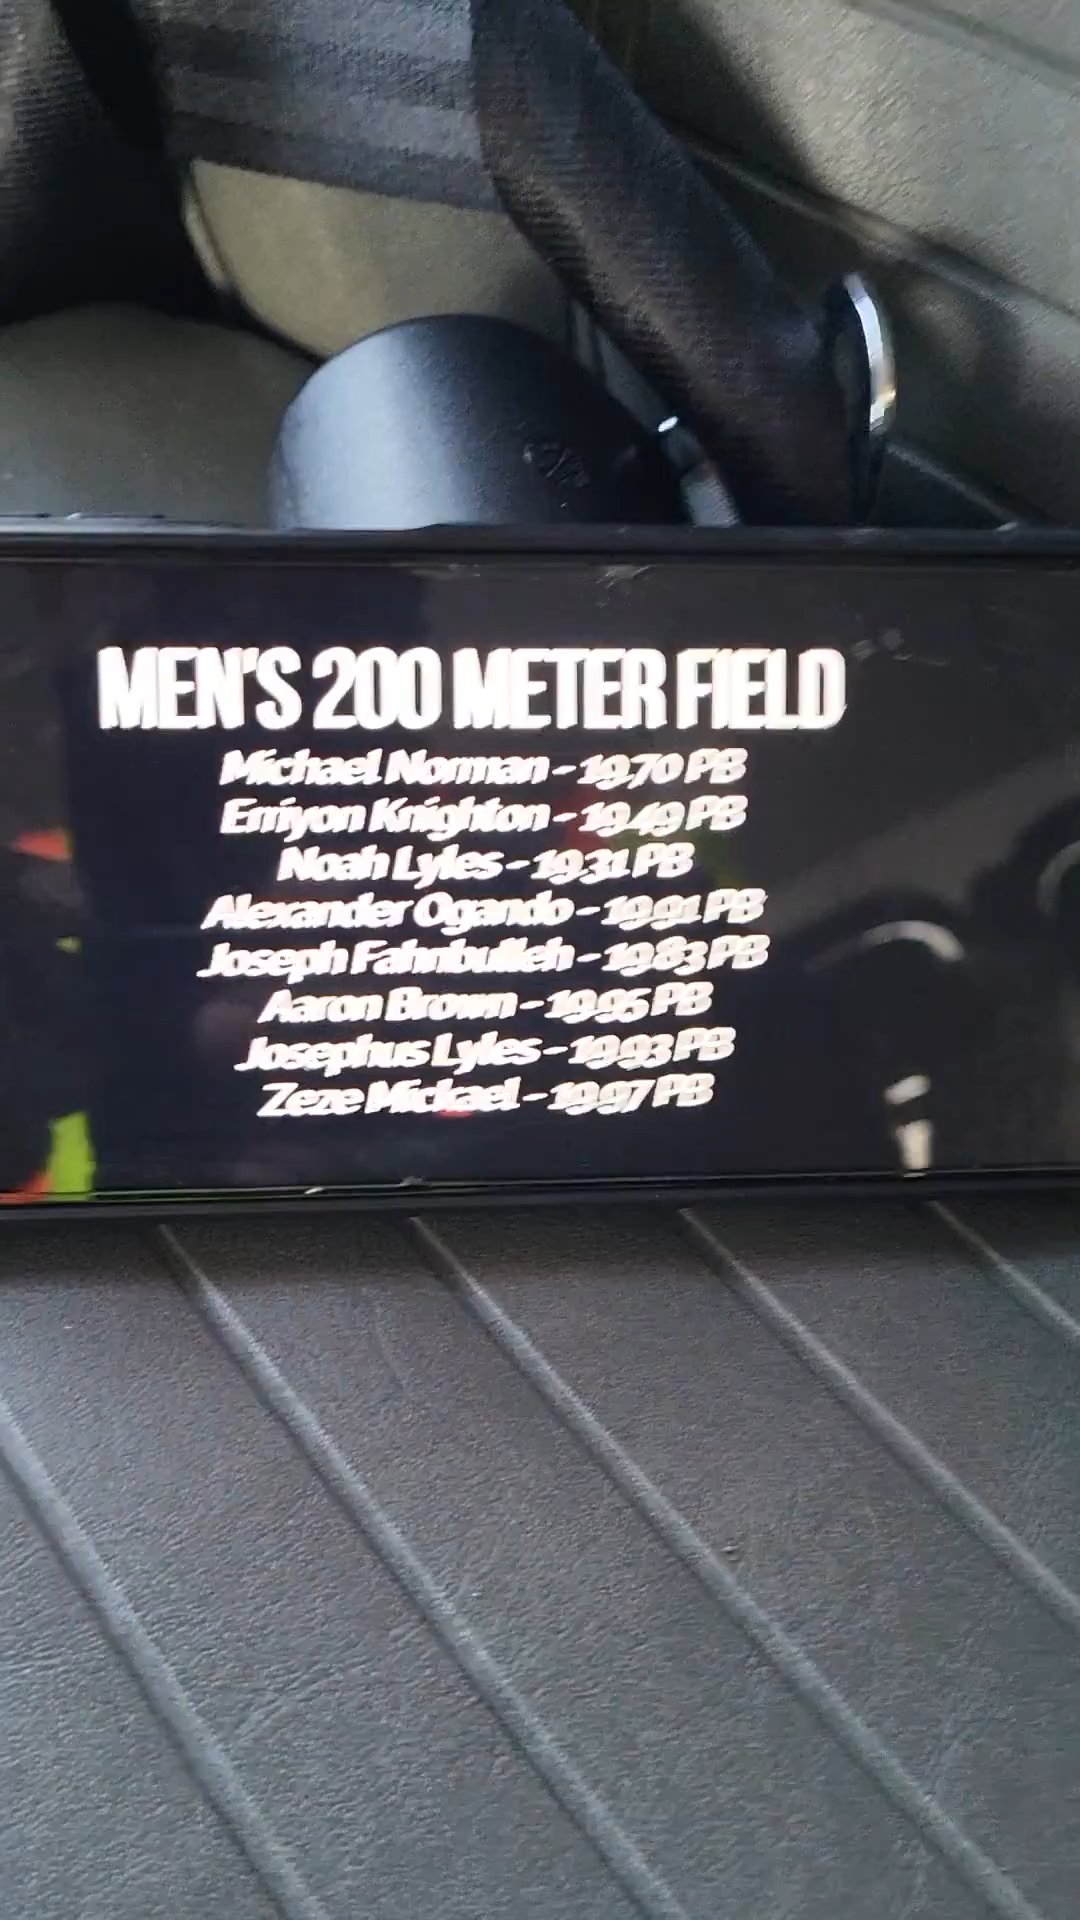 MEN'S 200 METER FIELD
Michael Norman - 19.70 PB
Erriyon Knighton - 19.49 PB
Noah Lyles - 19.31 PB
Alexander Ogando - 19.91 PB
Joseph Fahnbulleh - 19.83 PB
Aaron Brown - 19.95 PB
Josephus Lyles - 19.93 PB
Zeze Mickael - 19.97 PB